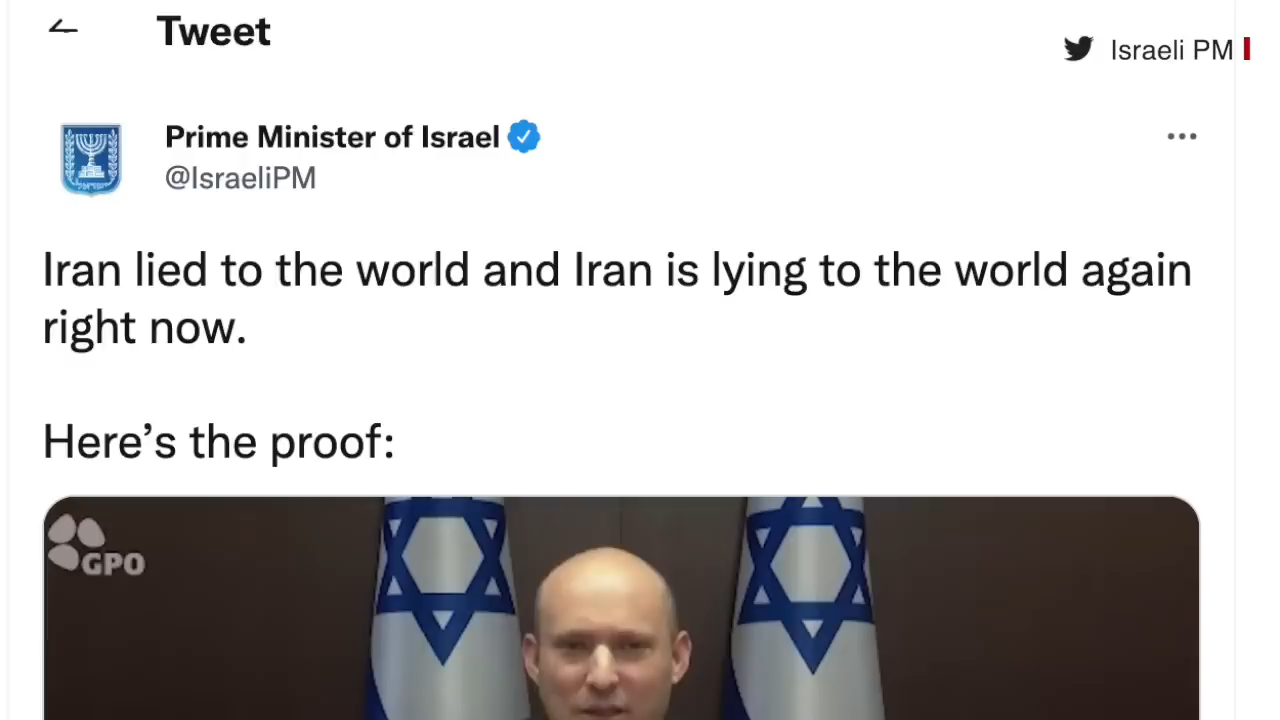 Tweet
Israeli PM
Prime Minister of Israel
@IsraeliPM
Iran lied to the world and Iran is lying to the world again
right now.
Here’s the proof:
GPO